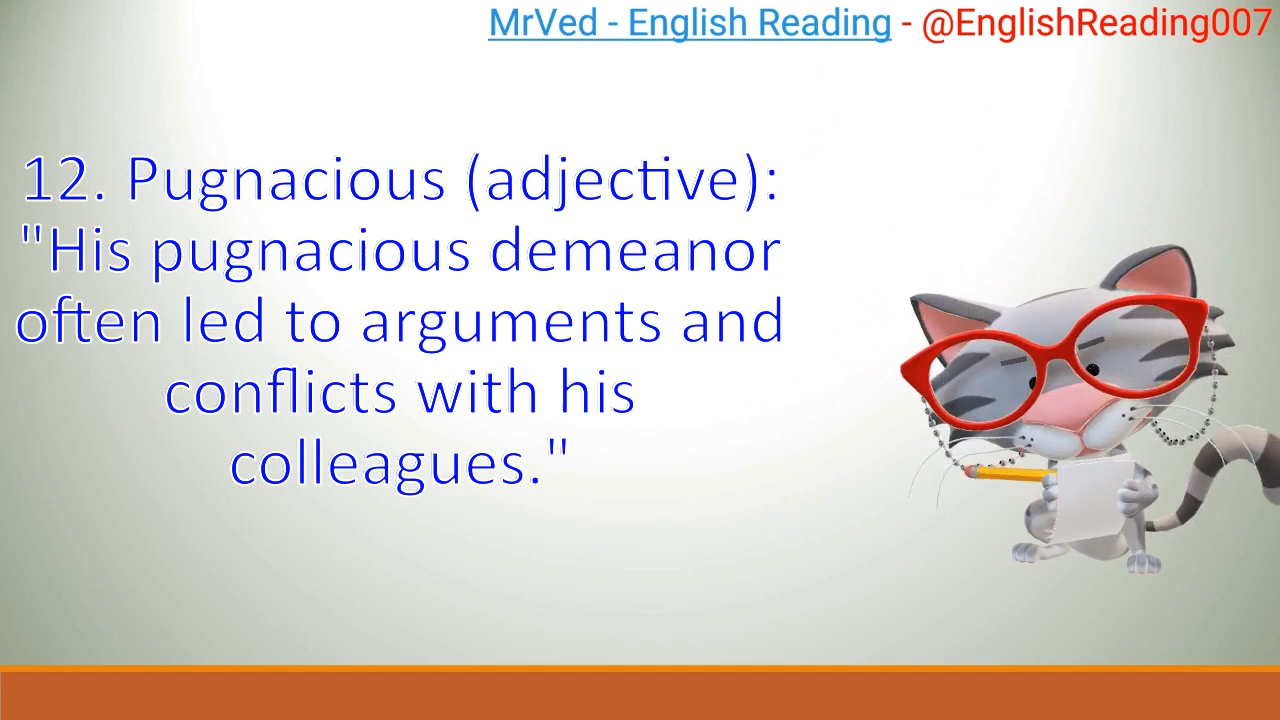 MrVed - English Reading - @EnglishReading007
12. Pugnacious (adjective):
"His pugnacious demeanor
often led to arguments and
conflicts with his
colleagues."